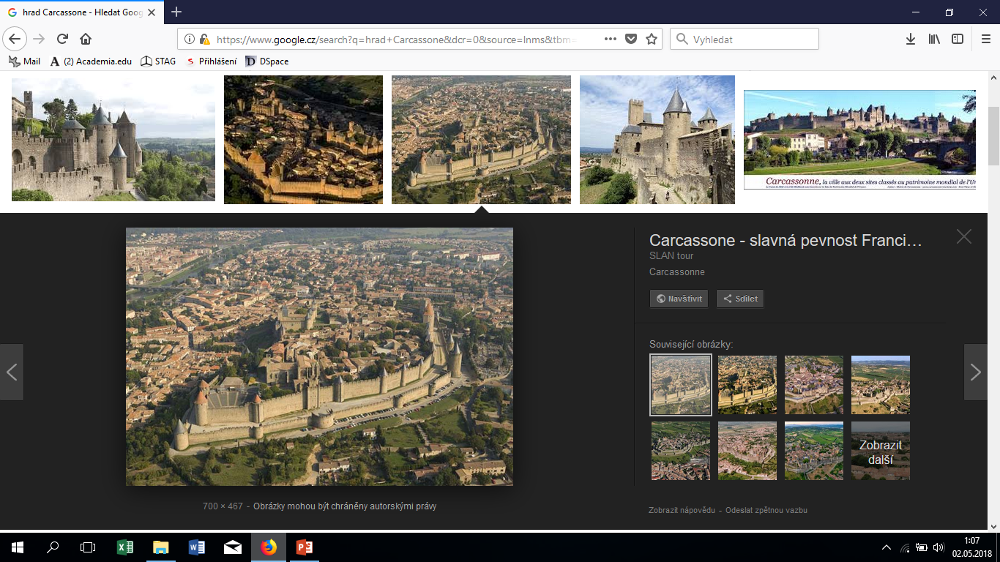 hrad Carcassone - Hledat Goog
https://www.google.cz/search?q=hrad+Carcassone&dcr=0&source=lnms&tbm=
Vyhledat
Mail
(2) Academia.edu
STAG
Přihlášení
DSpace
Carcassonne, la ville aux deux sites classés au patrimoine mondial de l'Un
Carcassone - slavná pevnost Franci…
SLAN tour
Carcassonne
Navštívit
Sdílet
Související obrázky:
Zobrazit
další
700 × 467 - Obrázky mohou být chráněny autorskými právy
Zobrazit nápovědu - Odeslat zpětnou vazbu
1:07
02.05.2018